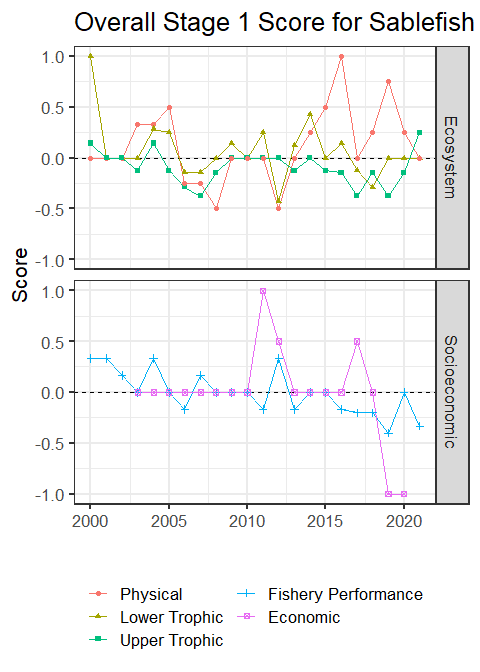 Overall Stage 1 Score for Sablefish
Score
1.0
0.5
0.0
-0.5
-1.0
Ecosystem
1.0
0.5
0.0
-0.5
-1.0
Socioeconomic
2000 2005 2010 2015 2020
Physical Fishery Performance
Lower Trophic Economic
Upper Trophic